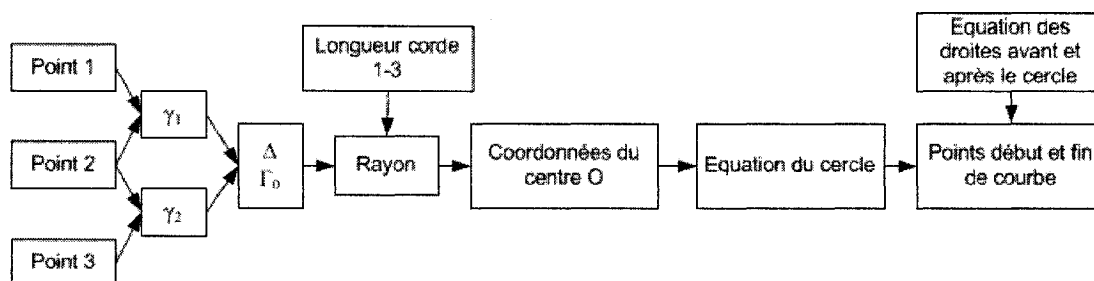 Point 1
Point 2
Point 3
γ₁
γ₂
Δ
Γ₀
Longueur corde
1-3
Rayon
Coordonnées du
centre O
Equation du cercle
Equation des
droites avant et
après le cercle
Points début et fin
de courbe